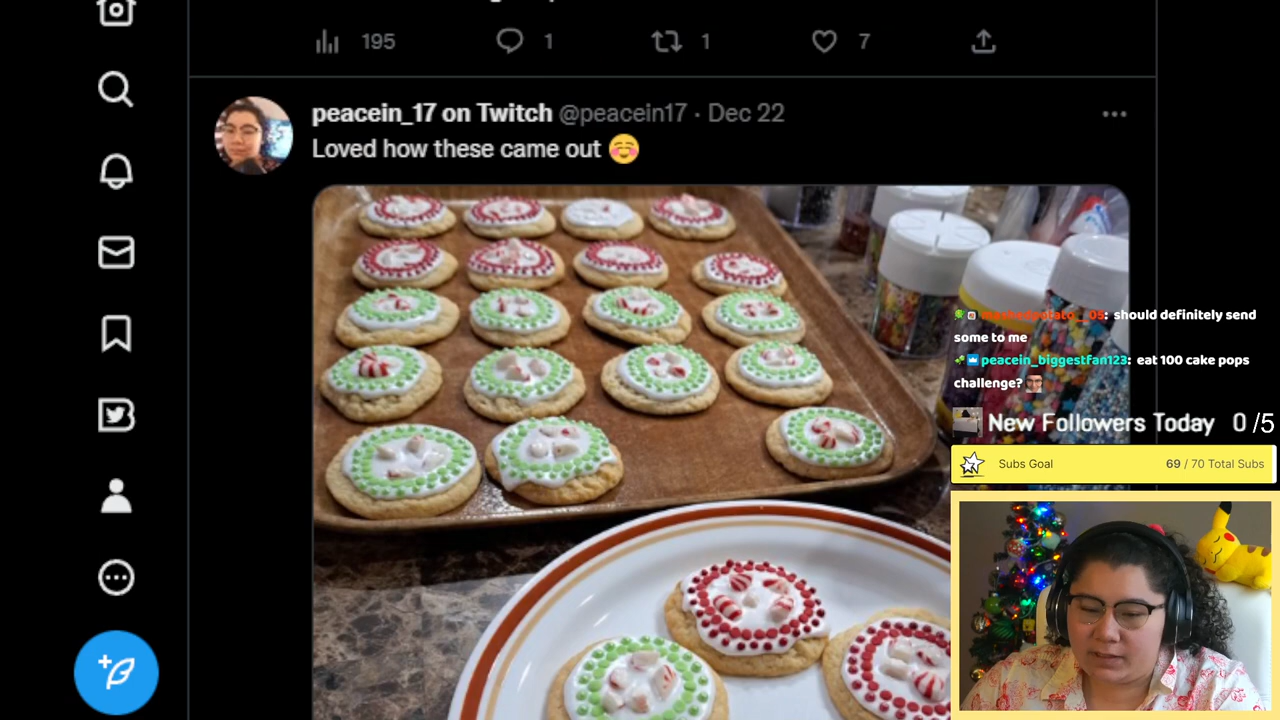 195 1 1 7
peacein_17 on Twitch @peacein17 · Dec 22
Loved how these came out ☺️
mashedpotato__05: should definitely send
some to me
peacein_biggestfan123: eat 100 cake pops
challenge?
New Followers Today 0 /5
Subs Goal 69 / 70 Total Subs